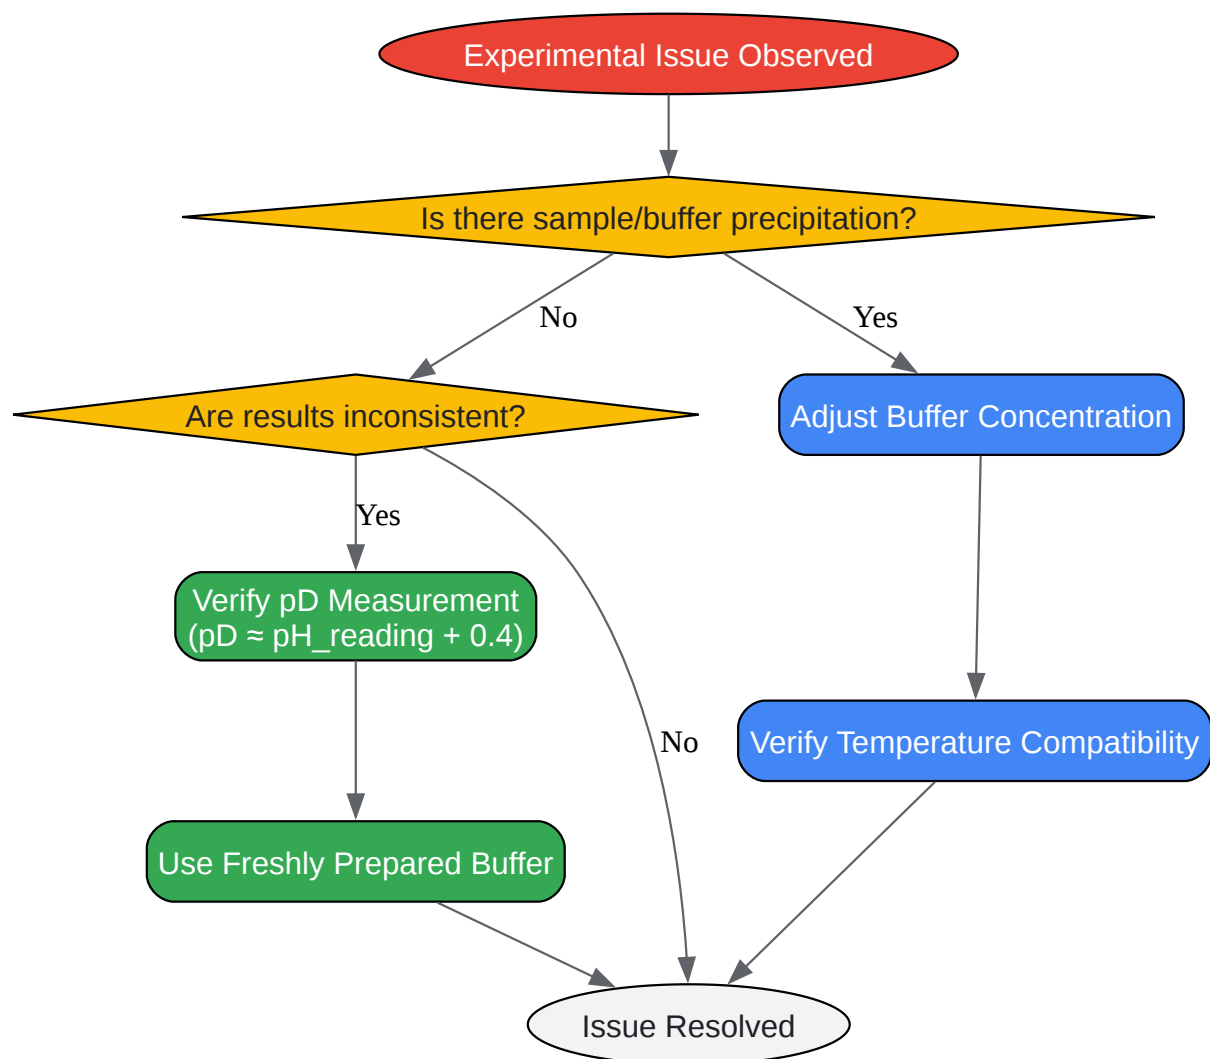 Experimental Issue Observed
Is there sample/buffer precipitation?
No
Yes
Are results inconsistent?
Adjust Buffer Concentration
Yes
Verify pD Measurement
(pD ≈ pH_reading + 0.4)
No
Verify Temperature Compatibility
Use Freshly Prepared Buffer
Issue Resolved